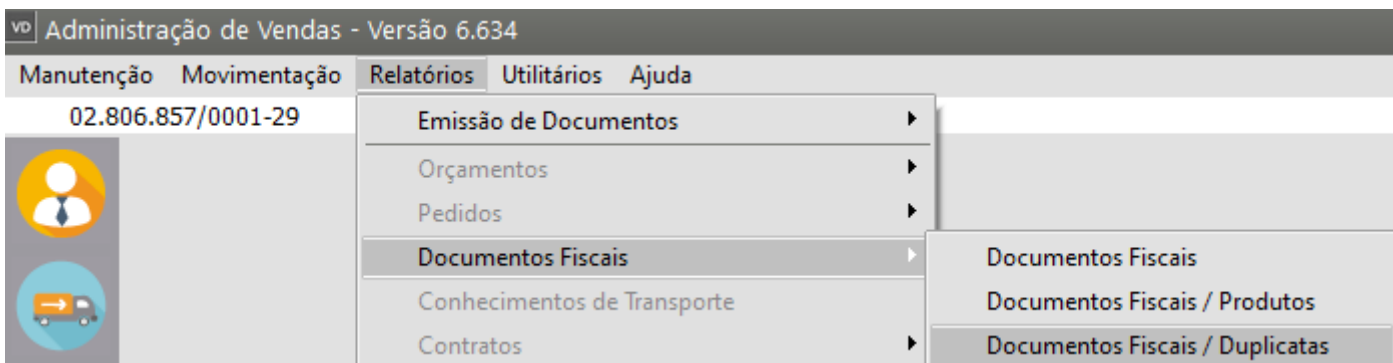 VD Administração de Vendas - Versão 6.634
Manutenção Movimentação Relatórios Utilitários Ajuda
02.806.857/0001-29
Emissão de Documentos
Orçamentos
Pedidos
Documentos Fiscais
Conhecimentos de Transporte
Contratos
Documentos Fiscais
Documentos Fiscais / Produtos
Documentos Fiscais / Duplicatas